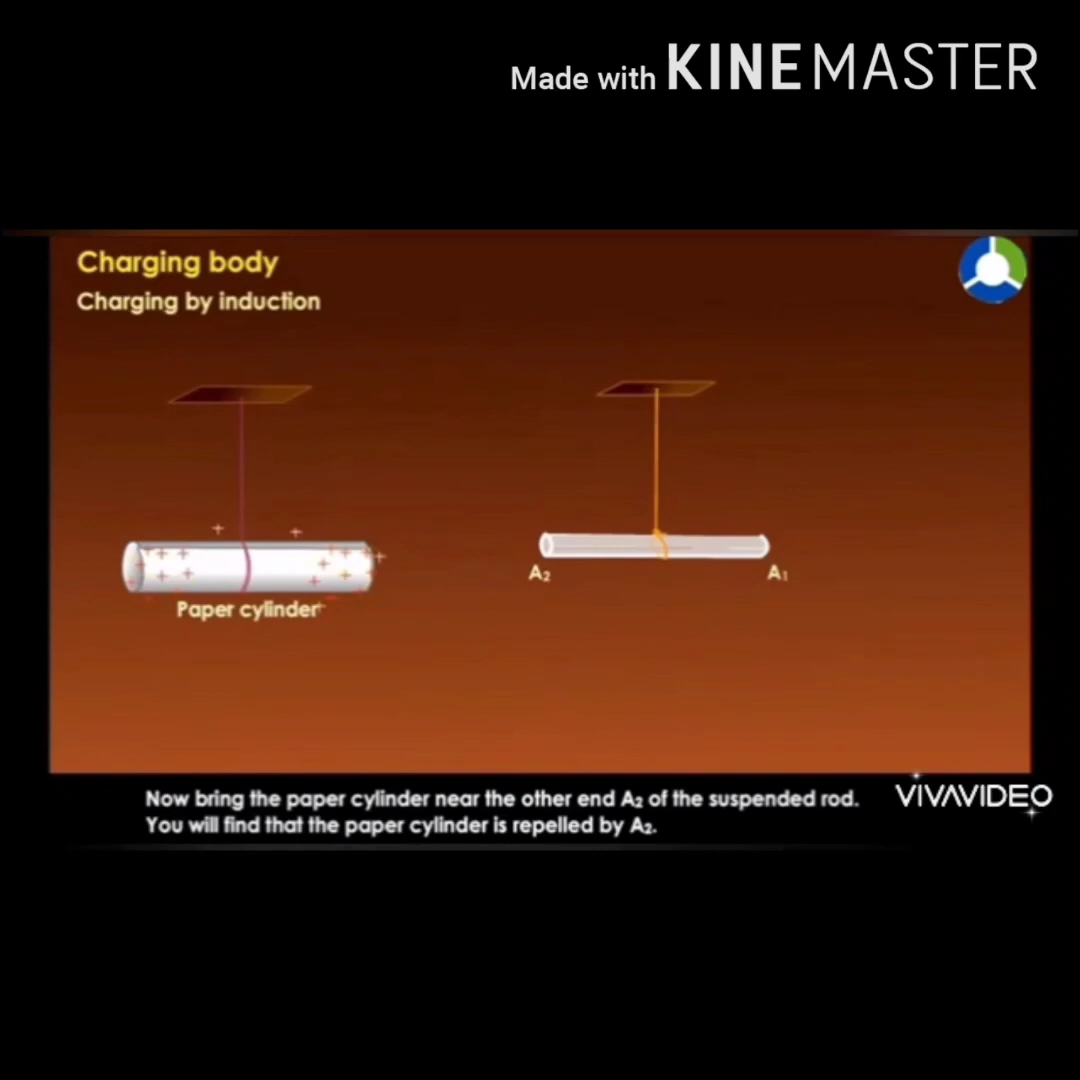 Made with KINEMASTER
Charging body
Charging by induction
A₂
A₁
Paper cylinder
Now bring the paper cylinder near the other end A₂ of the suspended rod.
You will find that the paper cylinder is repelled by A₂.
VIVAVIDEO